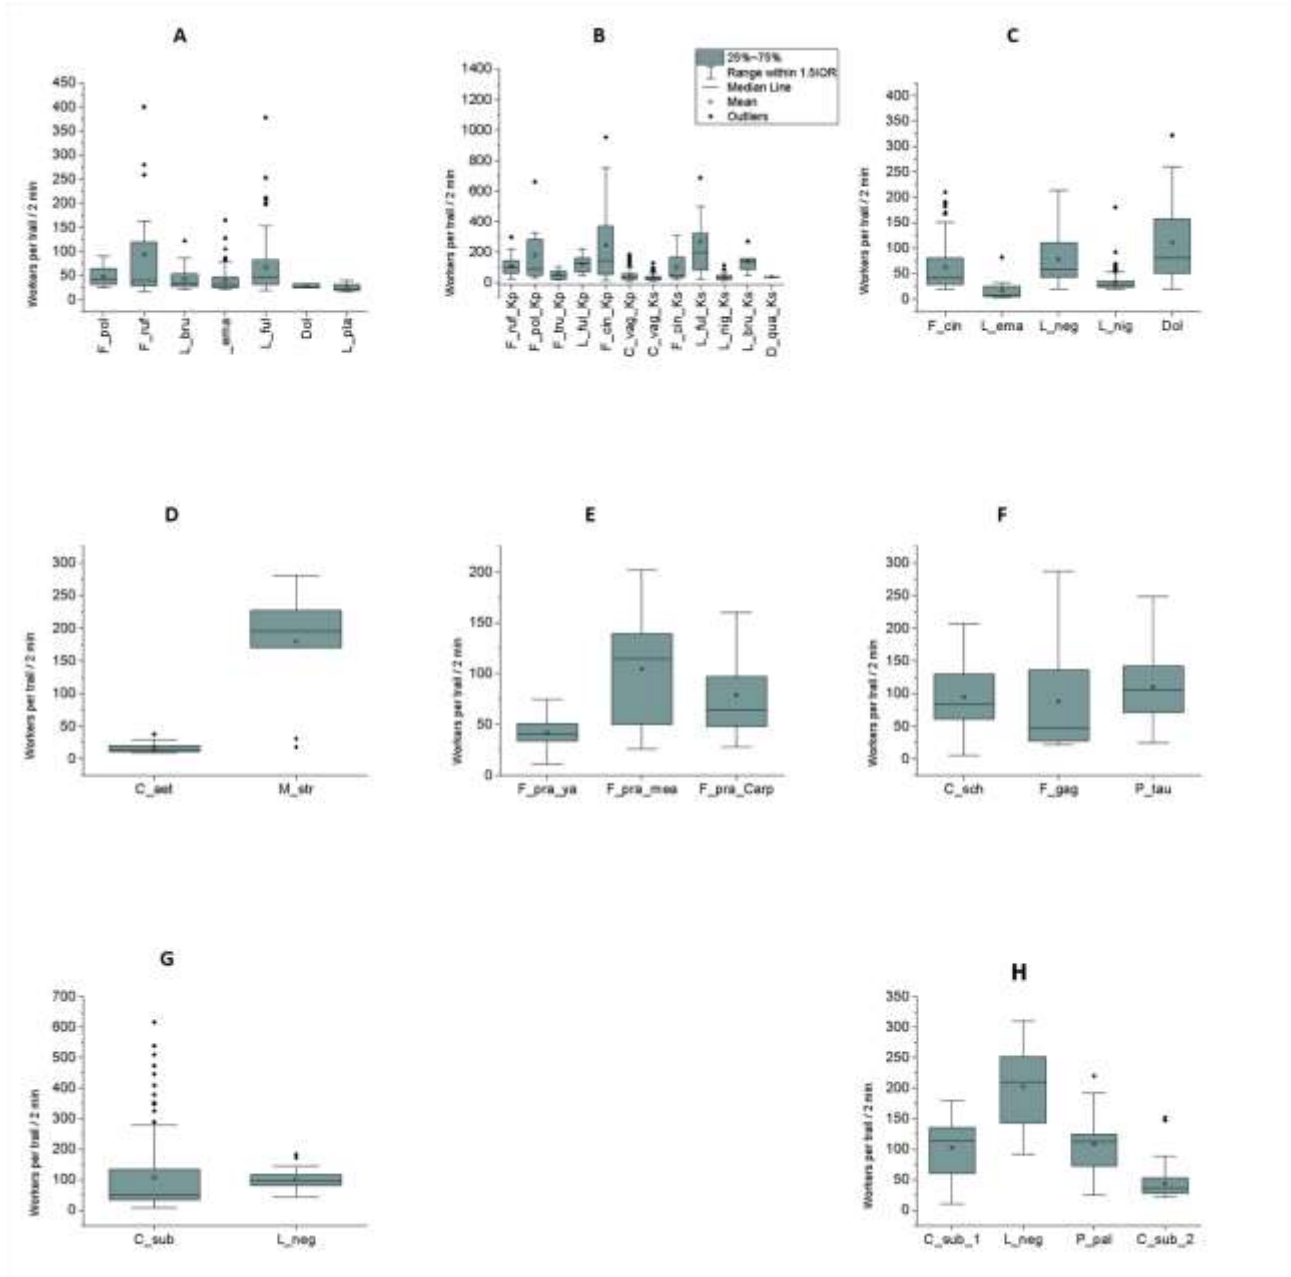 A
B
C
25%~75%
Range within 1.5IQR
Median Line
Mean
Outliers
Workers per trail / 2 min
450
400
350
300
250
200
150
100
50
0
F_pol
F_ruf
L_bru
_ema
L_ful
Dol
L_pla
Workers per trail / 2 min
1400
1200
1000
800
600
400
200
0
F_ruf_Kp
F_pol_Kp
F_tru_Kp
L_ful_Kp
F_cin_Kp
C_vag_Kp
C_vag_Ks
F_cin_Ks
L_ful_Ks
L_nig_Ks
L_bru_Ks
D_qua_Ks
Workers per trail / 2 min
400
350
300
250
200
150
100
50
0
F_cin
L_ema
L_neg
L_nig
Dol
D
E
F
Workers per trail / 2 min
300
250
200
150
100
50
0
C_aet
M_str
Workers per trail / 2 min
200
150
100
50
0
F_pra_ya
F_pra_mea
F_pra_Carp
Workers per trail / 2 min
300
250
200
150
100
50
0
C_sch
F_gag
P_tau
G
H
Workers per trail / 2 min
700
600
500
400
300
200
100
0
C_sub
L_neg
Workers per trail / 2 min
350
300
250
200
150
100
50
0
C_sub_1
L_neg
P_pal
C_sub_2